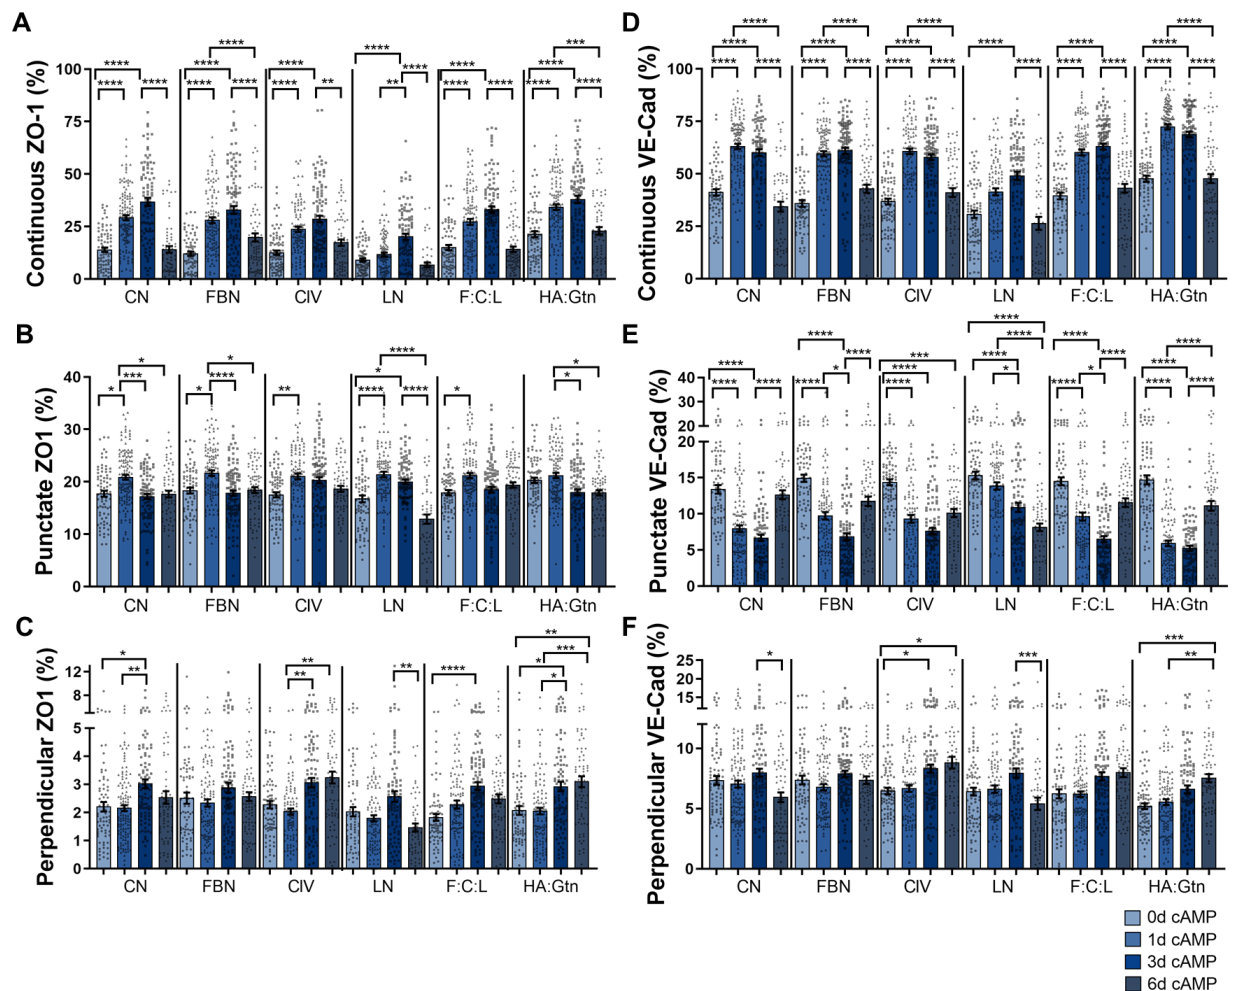 A
Continuous ZO-1 (%)
100
75
50
25
0
**** **** **** ****
**** **** **** **** ****
**** **** **** ****
**** **** **** **
**** **
**** ****
*** **** **** ****
CN FBN CIV LN F:C:L HA:Gtn
D
Continuous VE-Cad (%)
100
75
50
25
0
**** **** **** ****
**** **** **** ****
**** **** **** ****
**** ****
**** **** ****
**** **** **** ****
CN FBN CIV LN F:C:L HA:Gtn
B
Punctate ZO1 (%)
40
30
20
10
0
* *** *
* **** *
**
**** * **** ****
*
* *
CN FBN CIV LN F:C:L HA:Gtn
E
Punctate VE-Cad (%)
40
30
20
20
15
10
5
0
**** **** ****
**** **** * ****
*** **** ****
**** **** **** *
**** **** * ****
**** **** **** ****
CN FBN CIV LN F:C:L HA:Gtn
C
Perpendicular ZO1 (%)
12
8
5
4
3
2
1
0
* **
** **
**
****
** *** * *
CN FBN CIV LN F:C:L HA:Gtn
F
Perpendicular VE-Cad (%)
25
20
15
10
5
0
*
* *
***
*** **
CN FBN CIV LN F:C:L HA:Gtn
0d cAMP
1d cAMP
3d cAMP
6d cAMP